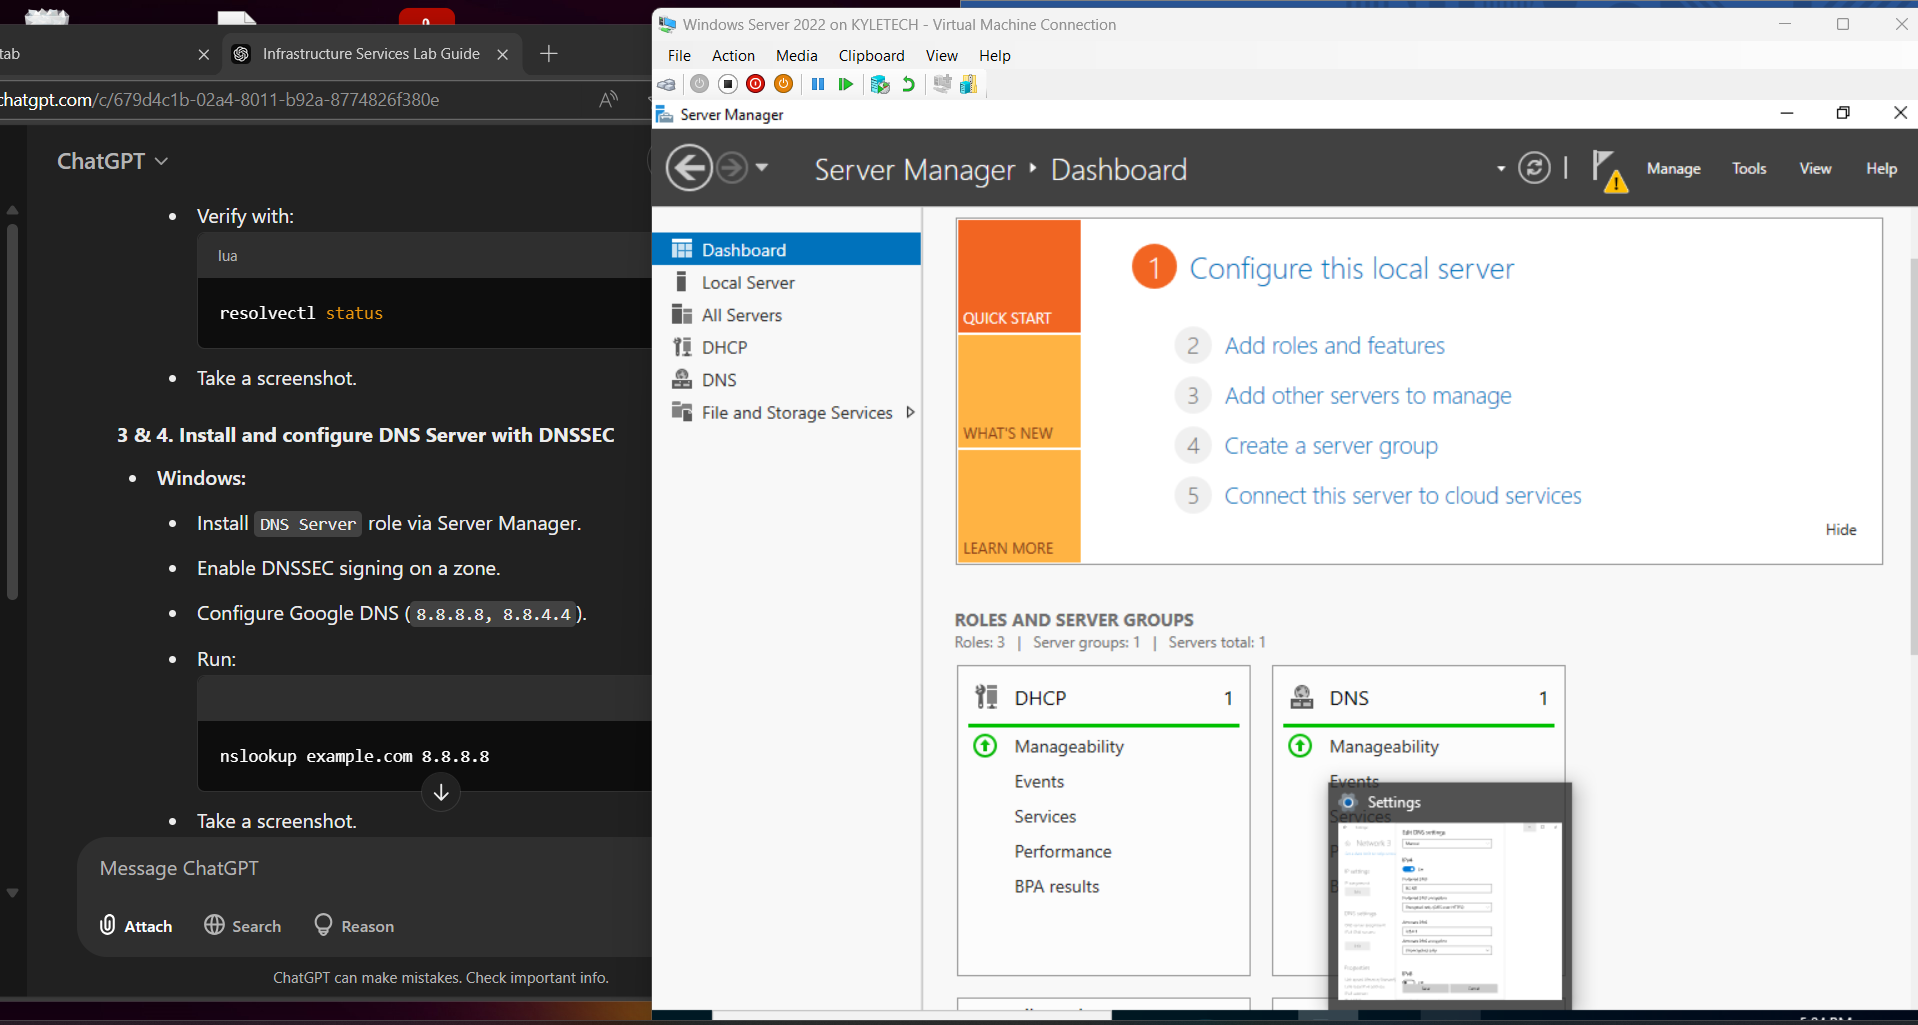 tab
Infrastructure Services Lab Guide
chatgpt.com/c/679d4c1b-02a4-8011-b92a-8774826f380e
ChatGPT
Verify with:
lua
resolvectl status
Take a screenshot.
3 & 4. Install and configure DNS Server with DNSSEC
Windows:
Install DNS Server role via Server Manager.
Enable DNSSEC signing on a zone.
Configure Google DNS (8.8.8.8, 8.8.4.4).
Run:
nslookup example.com 8.8.8.8
Take a screenshot.
Message ChatGPT
Attach
Search
Reason
ChatGPT can make mistakes. Check important info.
Windows Server 2022 on KYLETECH - Virtual Machine Connection
File Action Media Clipboard View Help
Server Manager
Server Manager ‣ Dashboard
Manage Tools View Help
Dashboard
Local Server
All Servers
DHCP
DNS
File and Storage Services
QUICK START
WHAT'S NEW
LEARN MORE
1 Configure this local server
2 Add roles and features
3 Add other servers to manage
4 Create a server group
5 Connect this server to cloud services
Hide
ROLES AND SERVER GROUPS
Roles: 3 | Server groups: 1 | Servers total: 1
DHCP 1
Manageability
Events
Services
Performance
BPA results
DNS 1
Manageability
Events
Services
Settings
Edit DNS settings
Network 3